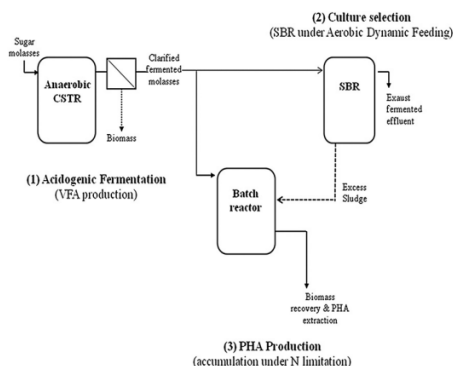 (2) Culture selection
(SBR under Aerobic Dynamic Feeding)
Sugar
molasses
Anaerobic
CSTR
Clarified
fermented
molasses
Biomass
SBR
Exaust
fermented
effluent
(1) Acidogenic Fermentation
(VFA production)
Batch
reactor
Excess
Sludge
Biomass
recovery & PHA
extraction
(3) PHA Production
(accumulation under N limitation)